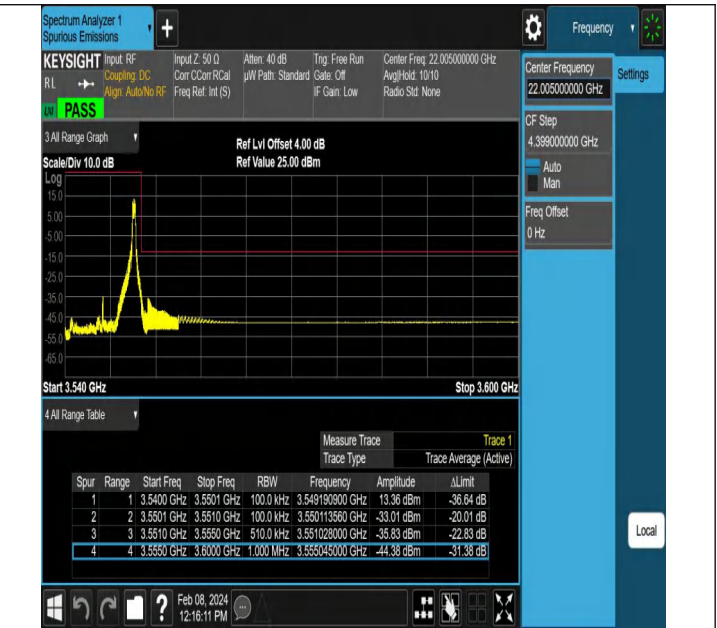 Spectrum Analyzer 1
Spurious Emissions
Frequency
KEYSIGHT
RL
Input: RF
Coupling: DC
Align: Auto/No RF
Input Z: 50 Ω
Corr CCorr RCal
Freq Ref: Int (S)
Atten: 40 dB
µW Path: Standard
Trig: Free Run
Gate: Off
IF Gain: Low
Center Freq: 22.005000000 GHz
Avg|Hold: 10/10
Radio Std: None
PASS
Center Frequency
22.005000000 GHz
Settings
CF Step
4.399000000 GHz
Auto
Man
Freq Offset
0 Hz
3 All Range Graph
Ref Lvl Offset 4.00 dB
Scale/Div 10.0 dB
Ref Value 25.00 dBm
Log
15.0
5.00
-5.00
-15.0
-25.0
-35.0
-45.0
-55.0
-65.0
Start 3.540 GHz
Stop 3.600 GHz
4 All Range Table
Measure Trace Trace 1
Trace Type Trace Average (Active)
Spur Range Start Freq Stop Freq RBW Frequency Amplitude ΔLimit
1 1 3.5400 GHz 3.5501 GHz 100.0 kHz 3.549190900 GHz 13.36 dBm -36.64 dB
2 2 3.5501 GHz 3.5510 GHz 100.0 kHz 3.550113560 GHz -33.01 dBm -20.01 dB
3 3 3.5510 GHz 3.5550 GHz 510.0 kHz 3.551028000 GHz -35.83 dBm -22.83 dB
4 4 3.5550 GHz 3.6000 GHz 1.000 MHz 3.555045000 GHz -44.38 dBm -31.38 dB
Local
Feb 08, 2024
12:16:11 PM